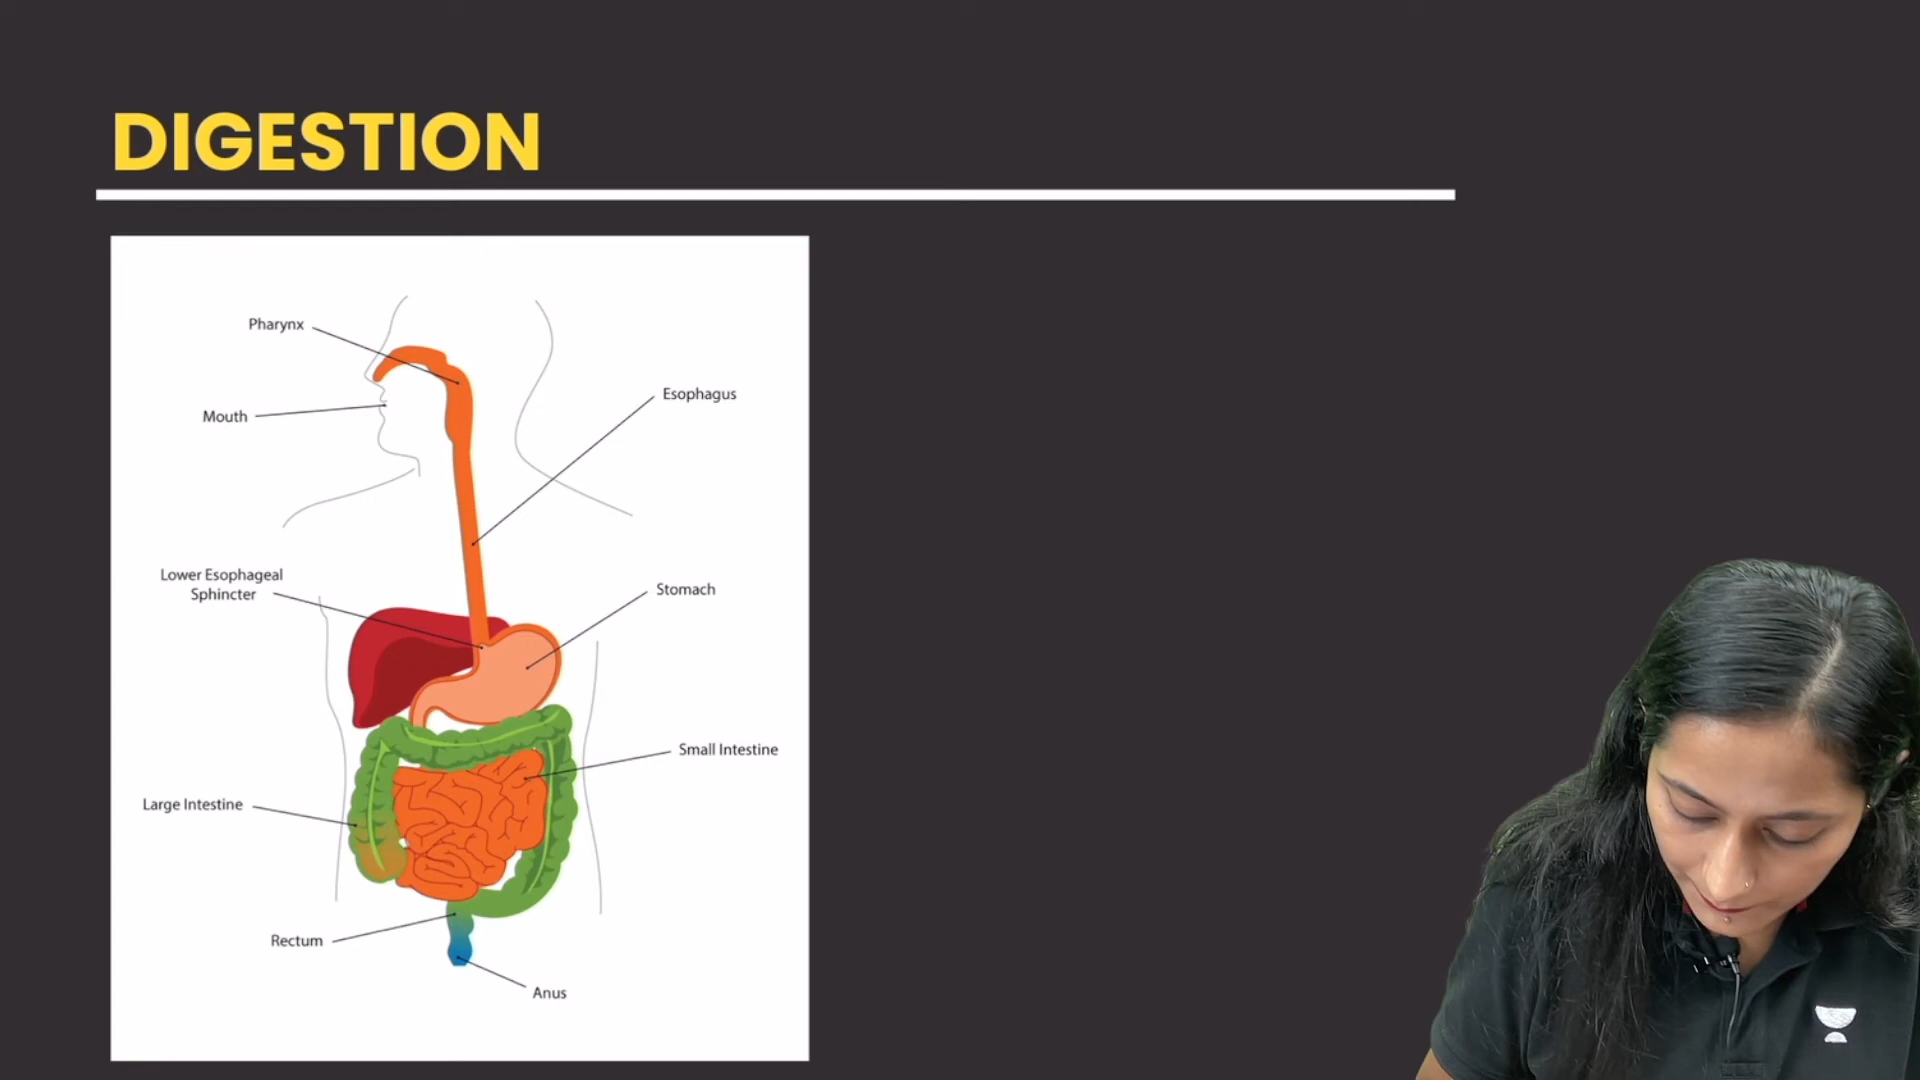 DIGESTION
Pharynx
Esophagus
Mouth
Lower Esophageal
Sphincter
Stomach
Small Intestine
Large Intestine
Rectum
Anus